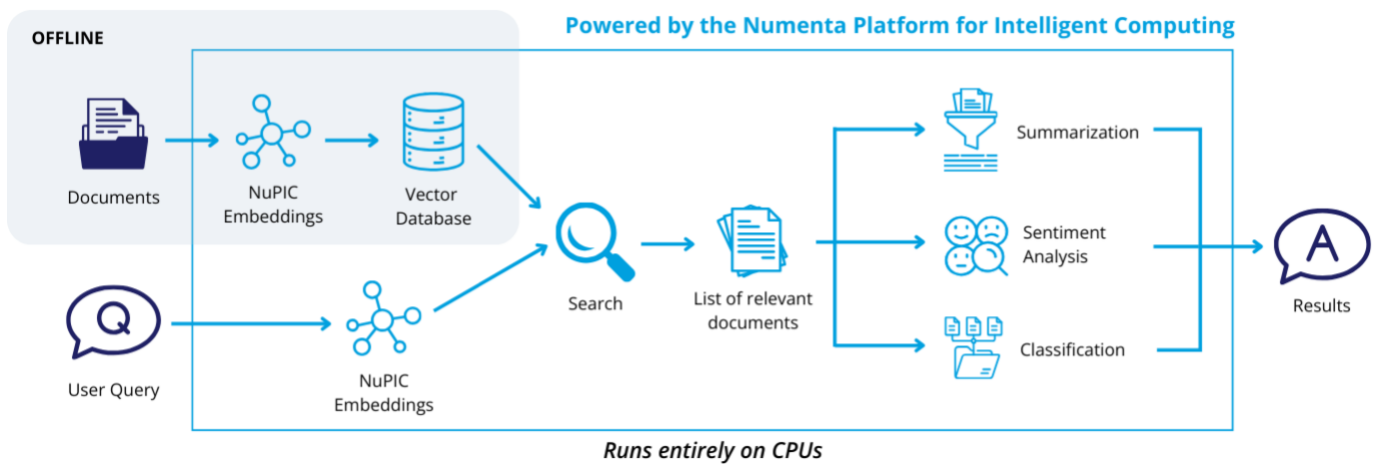 Powered by the Numenta Platform for Intelligent Computing
OFFLINE
Documents
NuPIC
Embeddings
Vector
Database
User Query
Q
NuPIC
Embeddings
Search
List of relevant
documents
Summarization
Sentiment
Analysis
Classification
A
Results
Runs entirely on CPUs